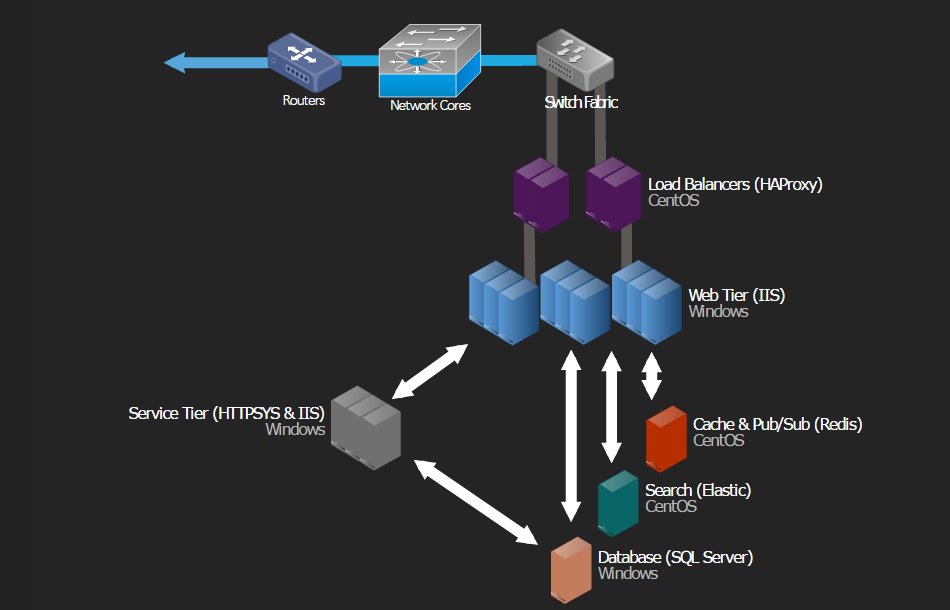 Routers
Network Cores
Switch Fabric
Load Balancers (HAProxy)
CentOS
Web Tier (IIS)
Windows
Service Tier (HTTPSYS & IIS)
Windows
Cache & Pub/Sub (Redis)
CentOS
Search (Elastic)
CentOS
Database (SQL Server)
Windows